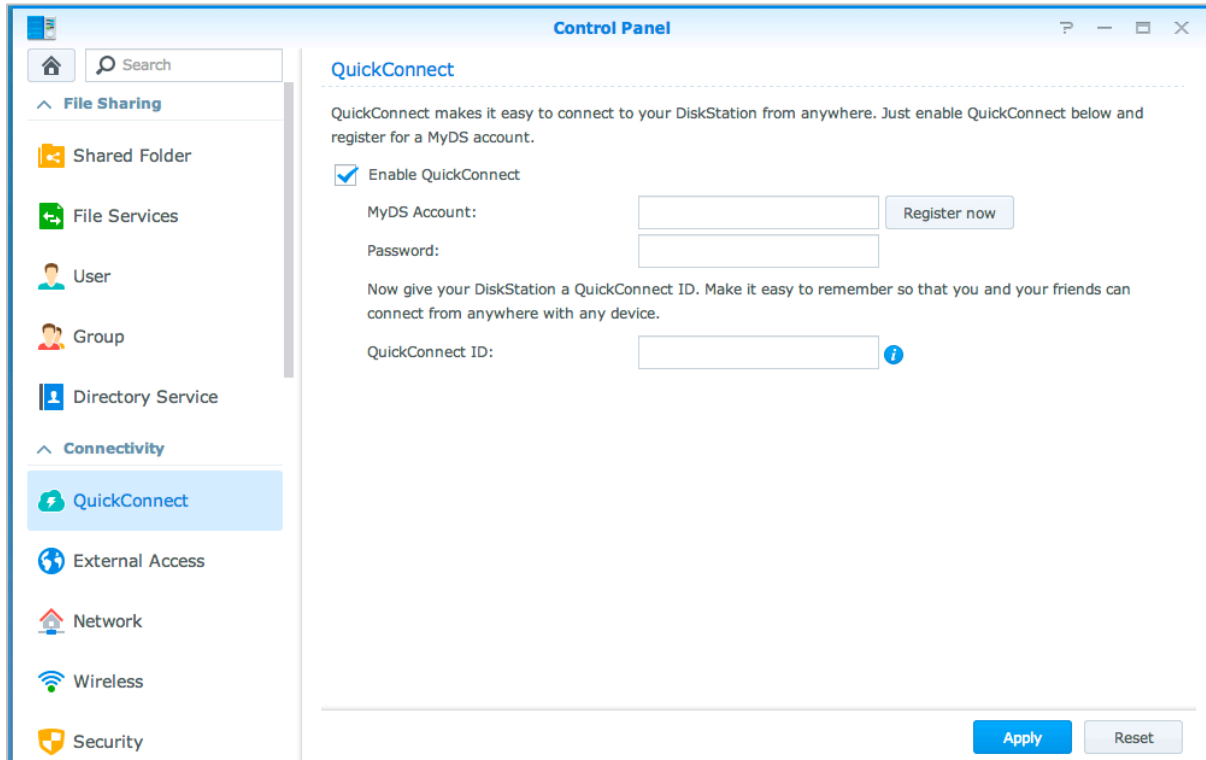 Control Panel
Search
File Sharing
Shared Folder
File Services
User
Group
Directory Service
Connectivity
QuickConnect
External Access
Network
Wireless
Security
QuickConnect
QuickConnect makes it easy to connect to your DiskStation from anywhere. Just enable QuickConnect below and
register for a MyDS account.
Enable QuickConnect
MyDS Account:
Register now
Password:
Now give your DiskStation a QuickConnect ID. Make it easy to remember so that you and your friends can
connect from anywhere with any device.
QuickConnect ID:
Apply
Reset